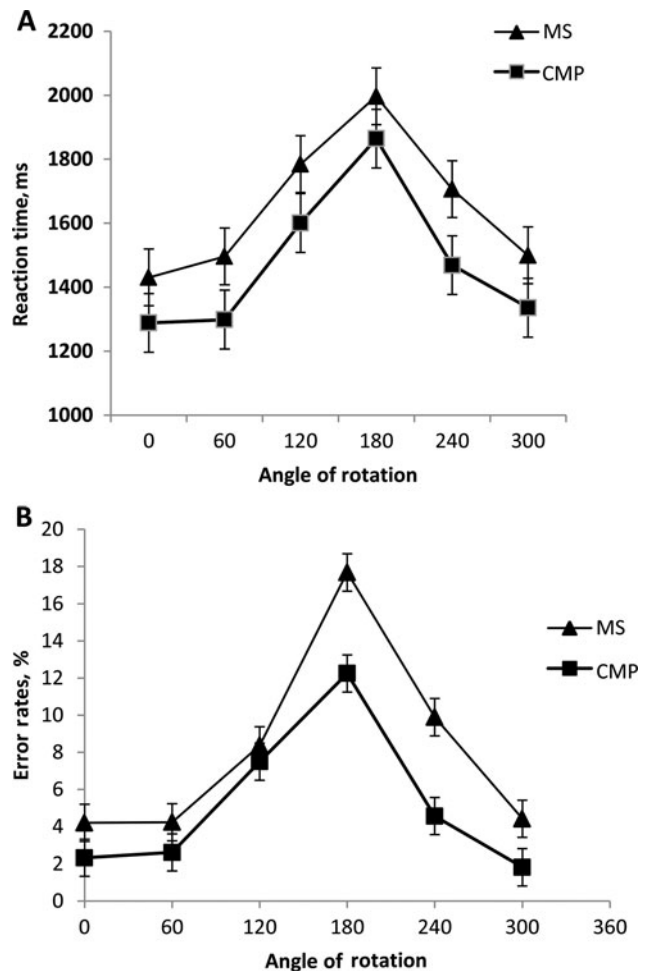 A
2200
2000
1800
1600
1400
1200
1000
Reaction time, ms
MS
CMP
0 60 120 180 240 300
Angle of rotation
B
20
18
16
14
12
10
8
6
4
2
0
Error rates, %
MS
CMP
0 60 120 180 240 300 360
Angle of rotation